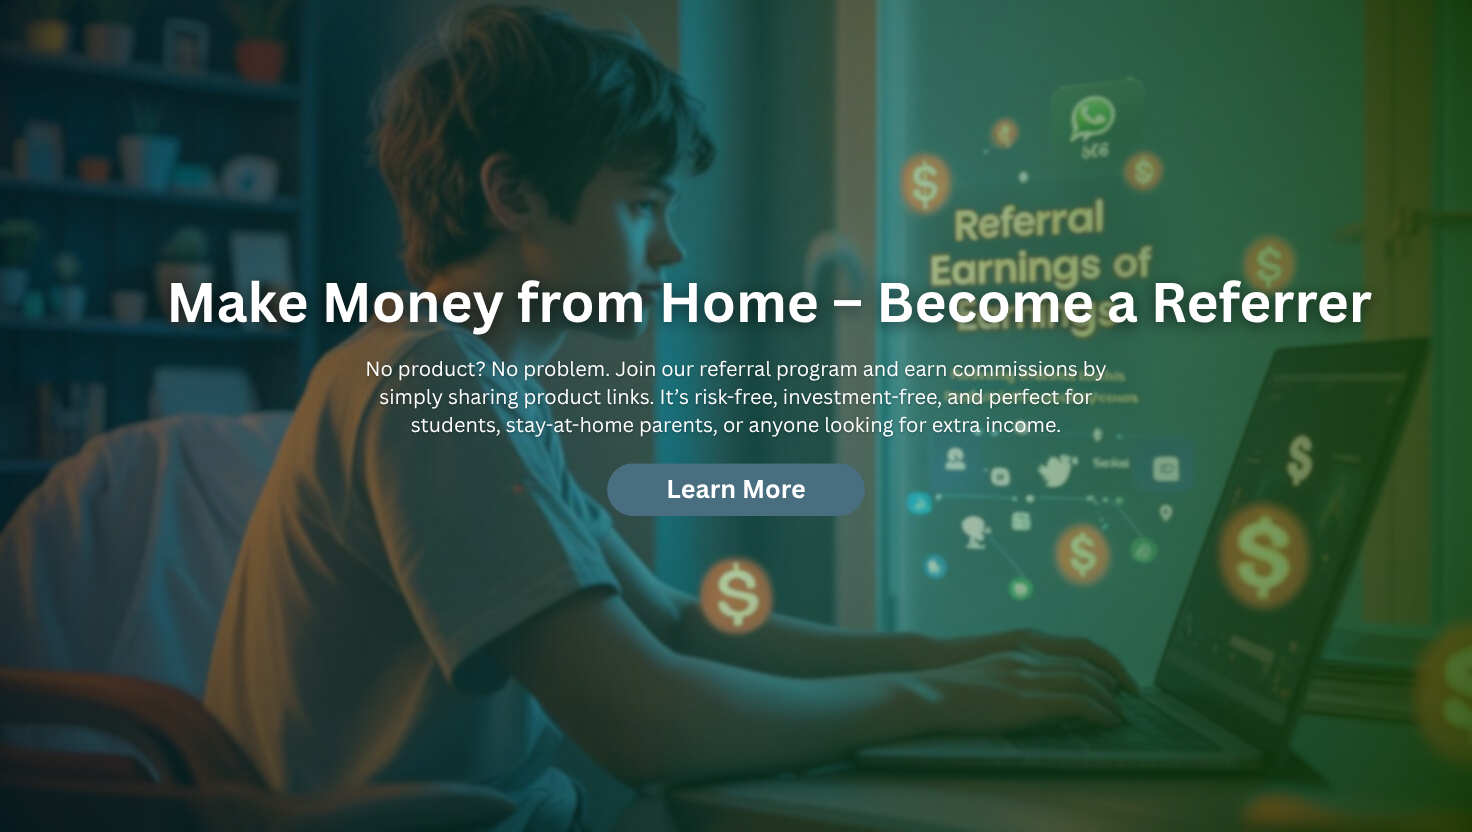 Referral
Earnings of
Earnings
Make Money from Home – Become a Referrer
No product? No problem. Join our referral program and earn commissions by
simply sharing product links. It’s risk-free, investment-free, and perfect for
students, stay-at-home parents, or anyone looking for extra income.
Learn More